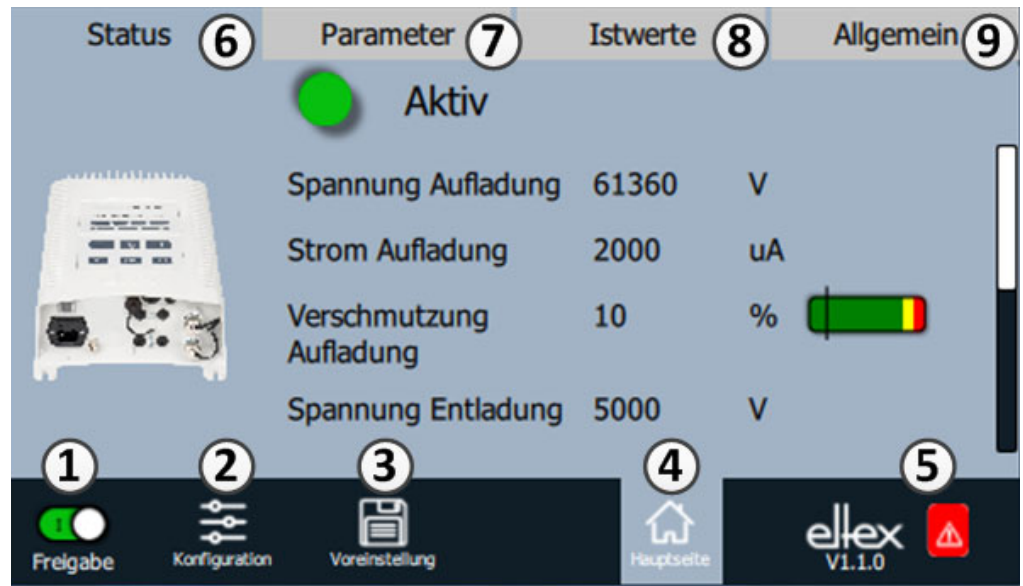 Status 6 Parameter 7 Istwerte 8 Allgemein 9
Aktiv
Spannung Aufladung 61360 V
Strom Aufladung 2000 uA
Verschmutzung 10 %
Aufladung
Spannung Entladung 5000 V
1 2 3 4 5
Freigabe Konfiguration Voreinstellung Hauptseite eltex
V1.1.0